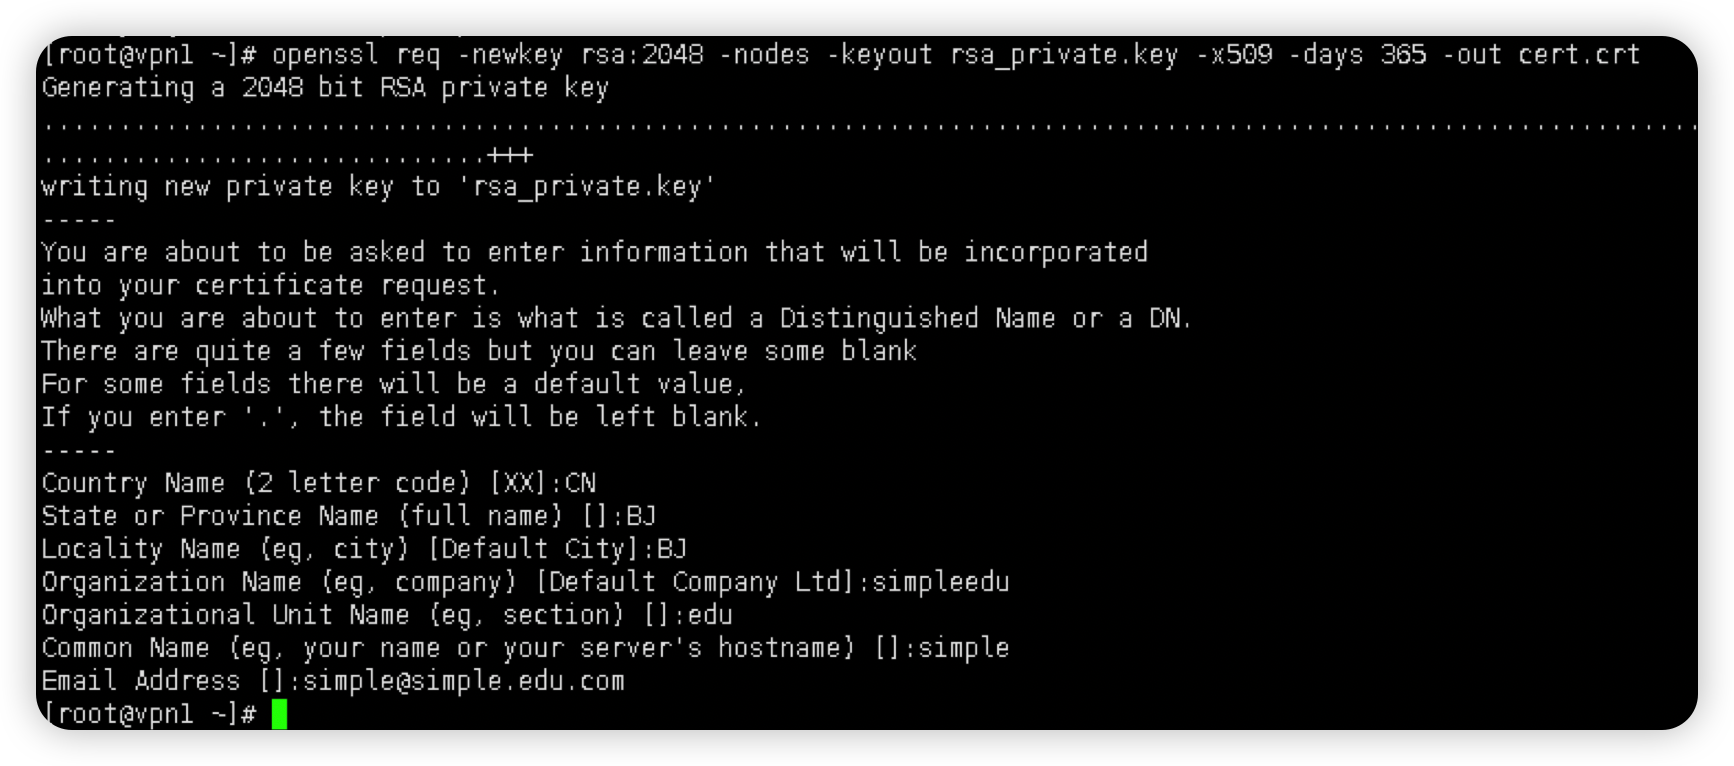 [root@vpn1 ~]# openssl req -newkey rsa:2048 -nodes -keyout rsa_private.key -x509 -days 365 -out cert.crt
Generating a 2048 bit RSA private key
............................................................................................................
.............................+++
writing new private key to 'rsa_private.key'
-----
You are about to be asked to enter information that will be incorporated
into your certificate request.
What you are about to enter is what is called a Distinguished Name or a DN.
There are quite a few fields but you can leave some blank
For some fields there will be a default value,
If you enter '.', the field will be left blank.
-----
Country Name (2 letter code) [XX]:CN
State or Province Name (full name) []:BJ
Locality Name (eg, city) [Default City]:BJ
Organization Name (eg, company) [Default Company Ltd]:simpleedu
Organizational Unit Name (eg, section) []:edu
Common Name (eg, your name or your server's hostname) []:simple
Email Address []:simple@simple.edu.com
[root@vpn1 ~]#